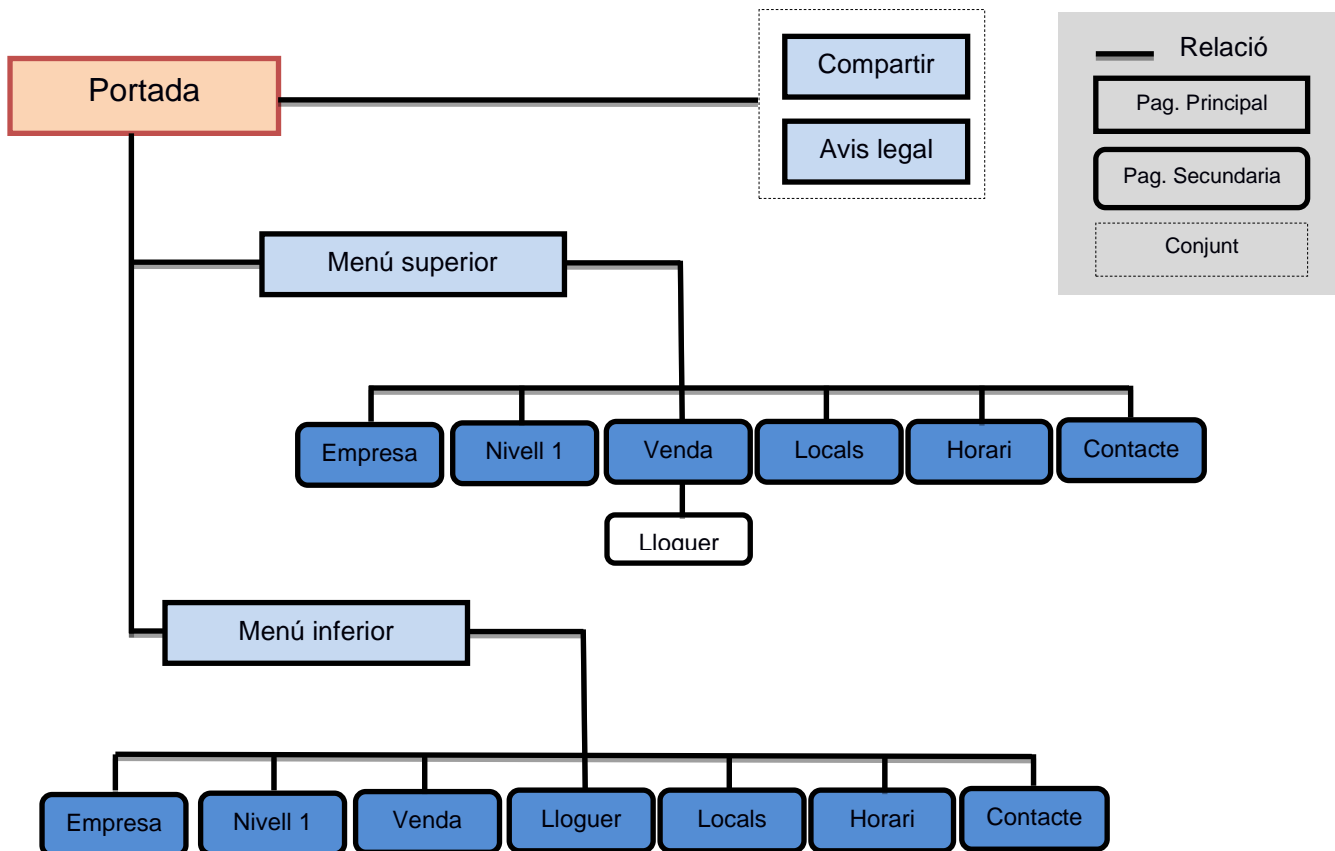 Portada
Compartir
Avis legal
Relació
Pag. Principal
Pag. Secundaria
Conjunt
Menú superior
Empresa
Nivell 1
Venda
Locals
Horari
Contacte
Lloguer
Menú inferior
Empresa
Nivell 1
Venda
Lloguer
Locals
Horari
Contacte